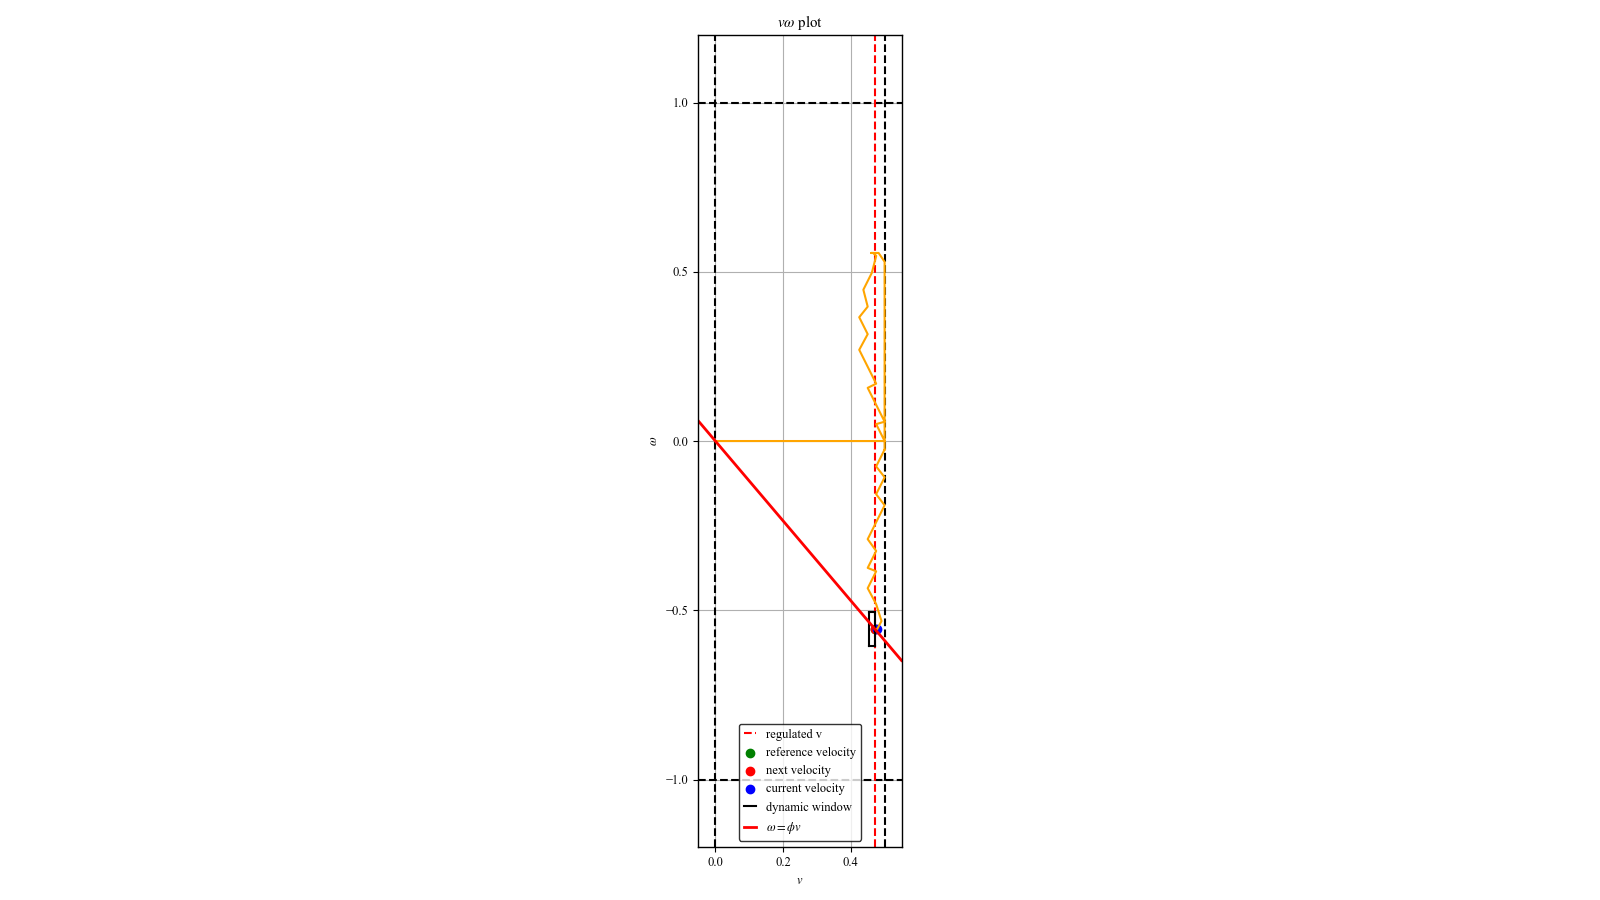 vω plot
1.0
0.5
0.0
−0.5
−1.0
ω
regulated v
reference velocity
next velocity
current velocity
dynamic window
ω = ϕv
0.0 0.2 0.4
v